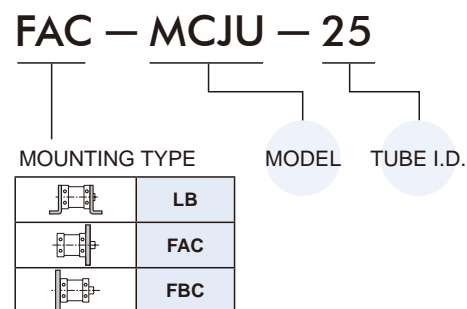 FAC — MCJU — 25
MOUNTING TYPE MODEL TUBE I.D.
LB
FAC
FBC